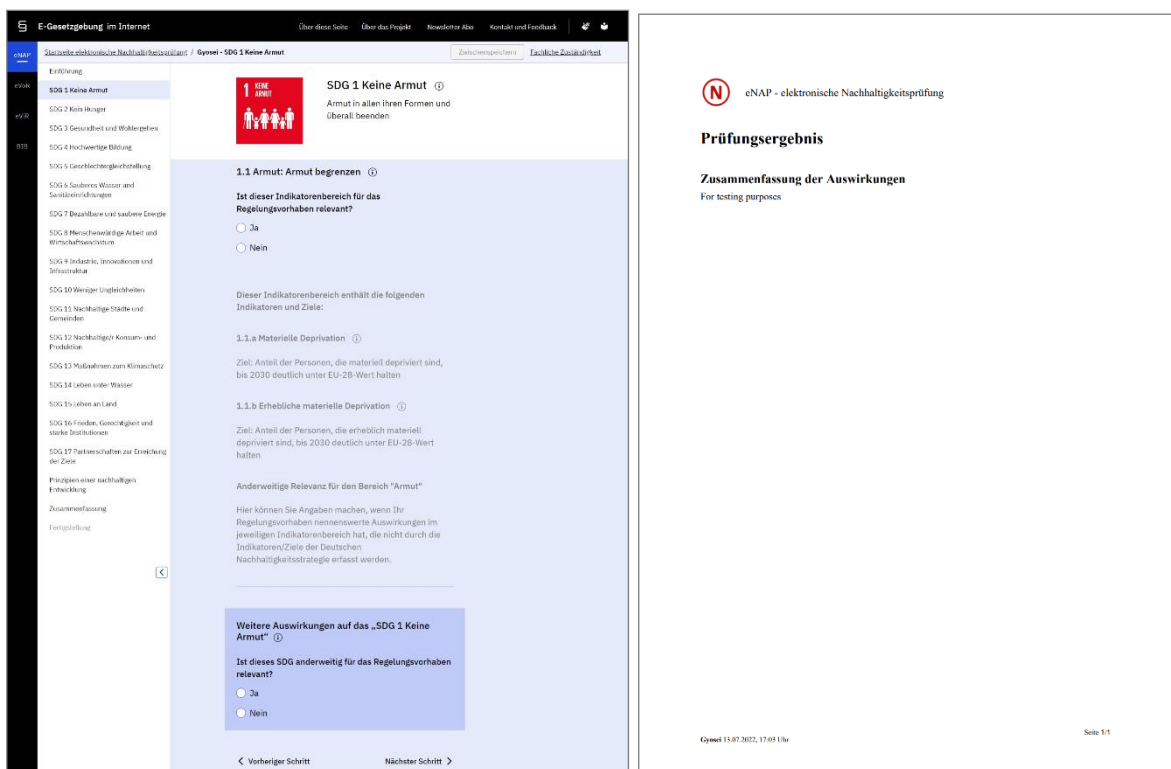 E-Gesetzgebung im Internet
Über diese Seite
Über das Projekt
Newsletter Abo
Kontakt und Feedback
eNAP
eVoR
eViR
BIB
Startseite elektronische Nachhaltigkeitsprüfung / Gyosei - SDG 1 Keine Armut
Zwischenspeichern
Fachliche Zuständigkeit
Einführung
SDG 1 Keine Armut
SDG 2 Kein Hunger
SDG 3 Gesundheit und Wohlergehen
SDG 4 Hochwertige Bildung
SDG 5 Geschlechtergleichstellung
SDG 6 Sauberes Wasser und
Sanitäreinrichtungen
SDG 7 Bezahlbare und saubere Energie
SDG 8 Menschenwürdige Arbeit und
Wirtschaftswachstum
SDG 9 Industrie, Innovationen und
Infrastruktur
SDG 10 Weniger Ungleichheiten
SDG 11 Nachhaltige Städte und
Gemeinden
SDG 12 Nachhaltige/r Konsum- und
Produktion
SDG 13 Maßnahmen zum Klimaschutz
SDG 14 Leben unter Wasser
SDG 15 Leben an Land
SDG 16 Frieden, Gerechtigkeit und
starke Institutionen
SDG 17 Partnerschaften zur Erreichung
der Ziele
Prinzipien einer nachhaltigen
Entwicklung
Zusammenfassung
Fertigstellung
1 KEINE
ARMUT
SDG 1 Keine Armut
Armut in allen ihren Formen und
überall beenden
1.1 Armut: Armut begrenzen
Ist dieser Indikatorenbereich für das
Regelungsvorhaben relevant?
Ja
Nein
Dieser Indikatorenbereich enthält die folgenden
Indikatoren und Ziele:
1.1.a Materielle Deprivation
Ziel: Anteil der Personen, die materiell depriviert sind,
bis 2030 deutlich unter EU-28-Wert halten
1.1.b Erhebliche materielle Deprivation
Ziel: Anteil der Personen, die erheblich materiell
depriviert sind, bis 2030 deutlich unter EU-28-Wert
halten
Anderweitige Relevanz für den Bereich "Armut"
Hier können Sie Angaben machen, wenn Ihr
Regelungsvorhaben nennenswerte Auswirkungen im
jeweiligen Indikatorenbereich hat, die nicht durch die
Indikatoren/Ziele der Deutschen
Nachhaltigkeitsstrategie erfasst werden.
Weitere Auswirkungen auf das „SDG 1 Keine
Armut“
Ist dieses SDG anderweitig für das Regelungsvorhaben
relevant?
Ja
Nein
Vorheriger Schritt
Nächster Schritt
N
eNAP - elektronische Nachhaltigkeitsprüfung
Prüfungsergebnis
Zusammenfassung der Auswirkungen
For testing purposes
Gyosei 13.07.2022, 17:03 Uhr
Seite 1/1